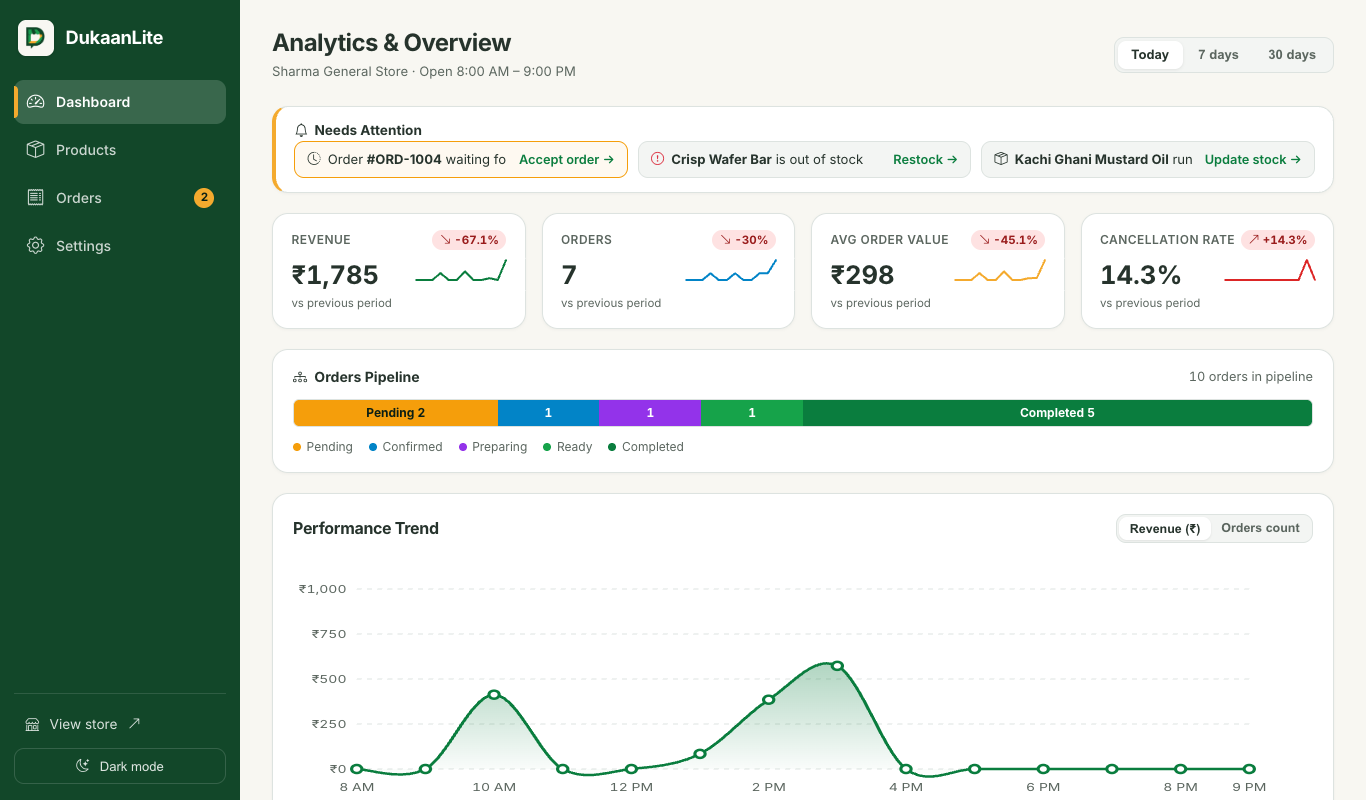 DukaanLite
Dashboard
Products
Orders 2
Settings
View store
Dark mode
Analytics & Overview
Sharma General Store · Open 8:00 AM – 9:00 PM
Today 7 days 30 days
Needs Attention
Order #ORD-1004 waiting fo Accept order →
Crisp Wafer Bar is out of stock Restock →
Kachi Ghani Mustard Oil run Update stock →
REVENUE ↘ -67.1%
₹1,785
vs previous period
ORDERS ↘ -30%
7
vs previous period
AVG ORDER VALUE ↘ -45.1%
₹298
vs previous period
CANCELLATION RATE ↗ +14.3%
14.3%
vs previous period
Orders Pipeline 10 orders in pipeline
Pending 2 1 1 1 Completed 5
Pending Confirmed Preparing Ready Completed
Performance Trend Revenue (₹) Orders count
₹1,000
₹750
₹500
₹250
₹0
8 AM 10 AM 12 PM 2 PM 4 PM 6 PM 8 PM 9 PM